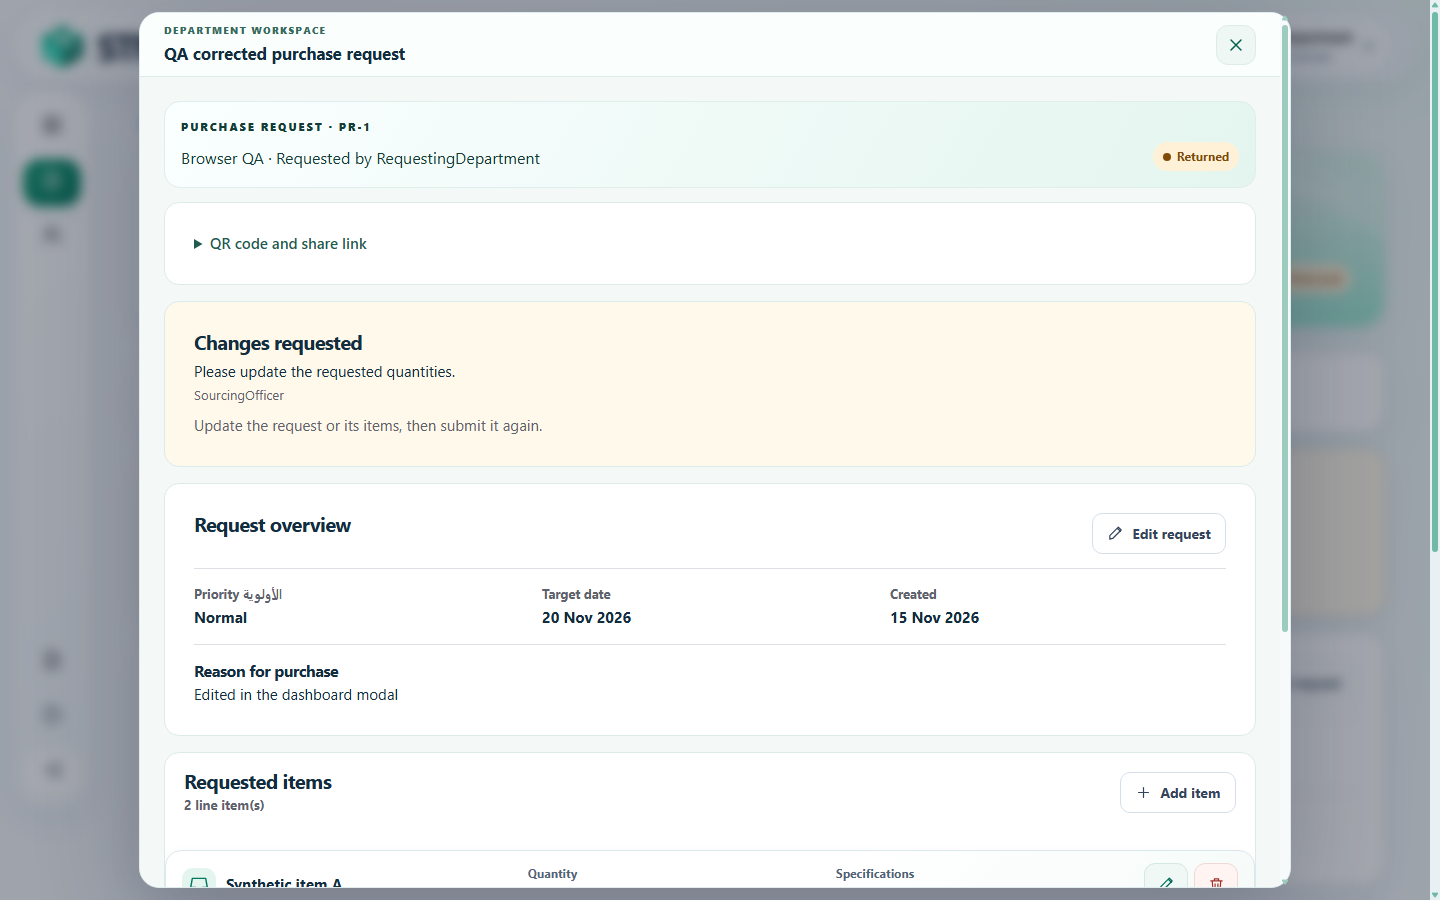 DEPARTMENT WORKSPACE
QA corrected purchase request
PURCHASE REQUEST · PR-1
Browser QA · Requested by RequestingDepartment
Returned
QR code and share link
Changes requested
Please update the requested quantities.
SourcingOfficer
Update the request or its items, then submit it again.
Request overview
Edit request
Priority الأولوية
Target date
Created
Normal
20 Nov 2026
15 Nov 2026
Reason for purchase
Edited in the dashboard modal
Requested items
2 line item(s)
Add item
Synthetic item A
Quantity
Specifications